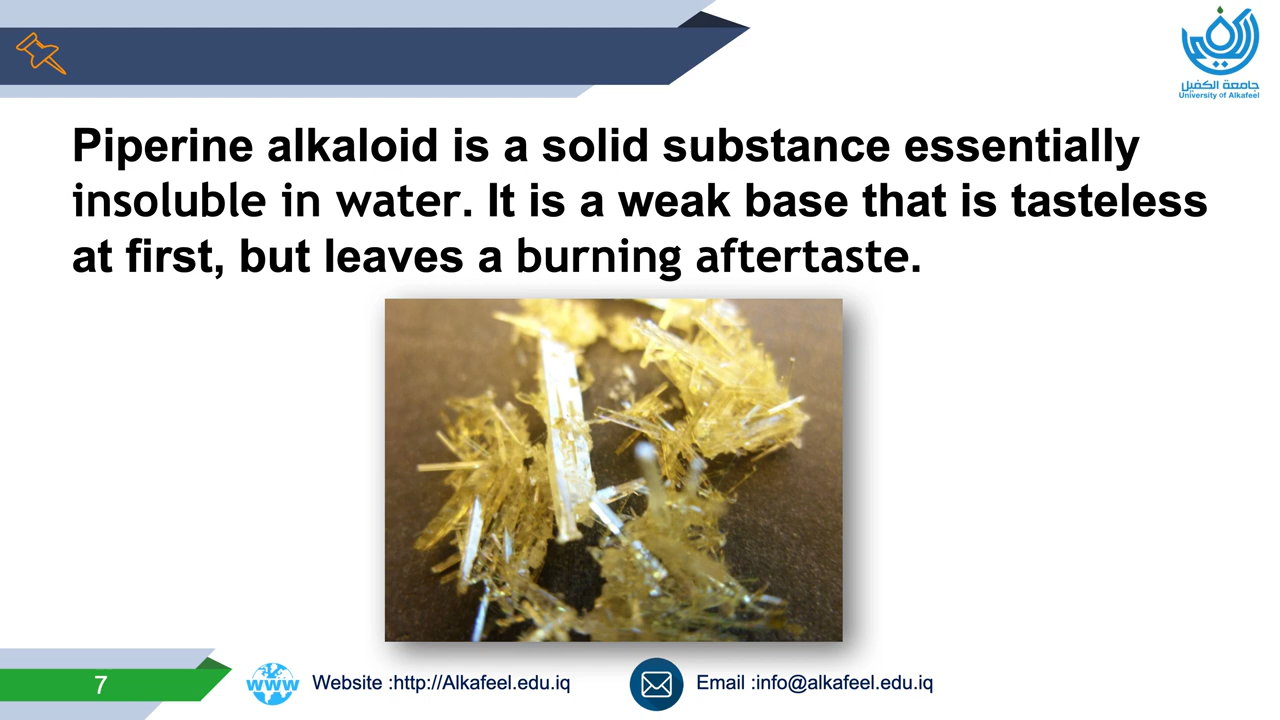 جامعة الكفيل
University of Alkafeel
Piperine alkaloid is a solid substance essentially
insoluble in water. It is a weak base that is tasteless
at first, but leaves a burning aftertaste.
7
www
Website :http://Alkafeel.edu.iq
Email :info@alkafeel.edu.iq